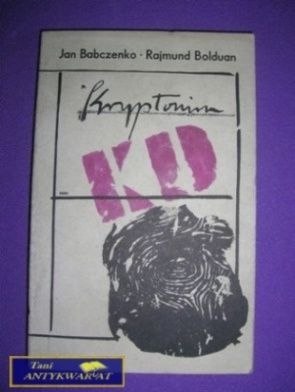 Jan Babczenko · Rajmund Bolduan
Kryptonim
KD
Tani
ANTYKWARIAT